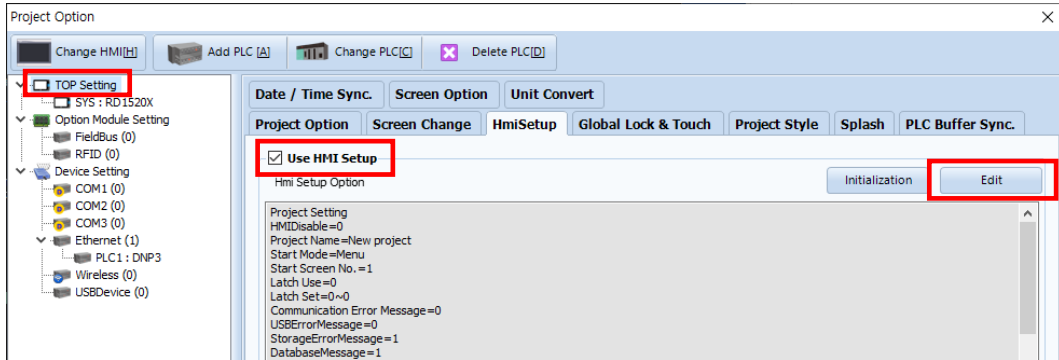 Project Option
Change HMI[H] Add PLC [A] Change PLC[C] Delete PLC[D]
TOP Setting
SYS : RD1520X
Option Module Setting
FieldBus (0)
RFID (0)
Device Setting
COM1 (0)
COM2 (0)
COM3 (0)
Ethernet (1)
PLC1 : DNP3
Wireless (0)
USBDevice (0)
Date / Time Sync. Screen Option Unit Convert
Project Option Screen Change HmiSetup Global Lock & Touch Project Style Splash PLC Buffer Sync.
Use HMI Setup
Hmi Setup Option Initialization Edit
Project Setting
HMIDisable=0
Project Name=New project
Start Mode=Menu
Start Screen No.=1
Latch Use=0
Latch Set=0~0
Communication Error Message=0
USBErrorMessage=0
StorageErrorMessage=1
DatabaseMessage=1